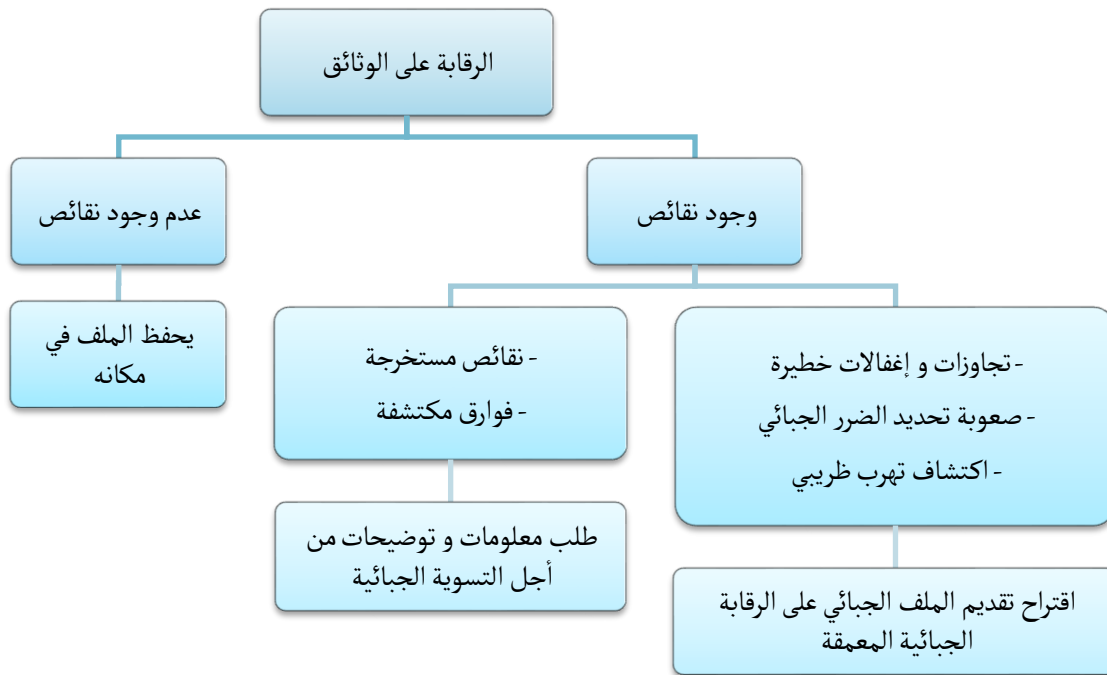 الرقابة على الوثائق
وجود نقائص
عدم وجود نقائص
- تجاوزات و إغفالات خطيرة
- صعوبة تحديد الضرر الجبائي
- اكتشاف تهرب ظريبي
- نقائص مستخرجة
- فوارق مكتشفة
يحفظ الملف في
مكانه
طلب معلومات و توضيحات من
أجل التسوية الجبائية
اقتراح تقديم الملف الجبائي على الرقابة
الجبائية المعمقة